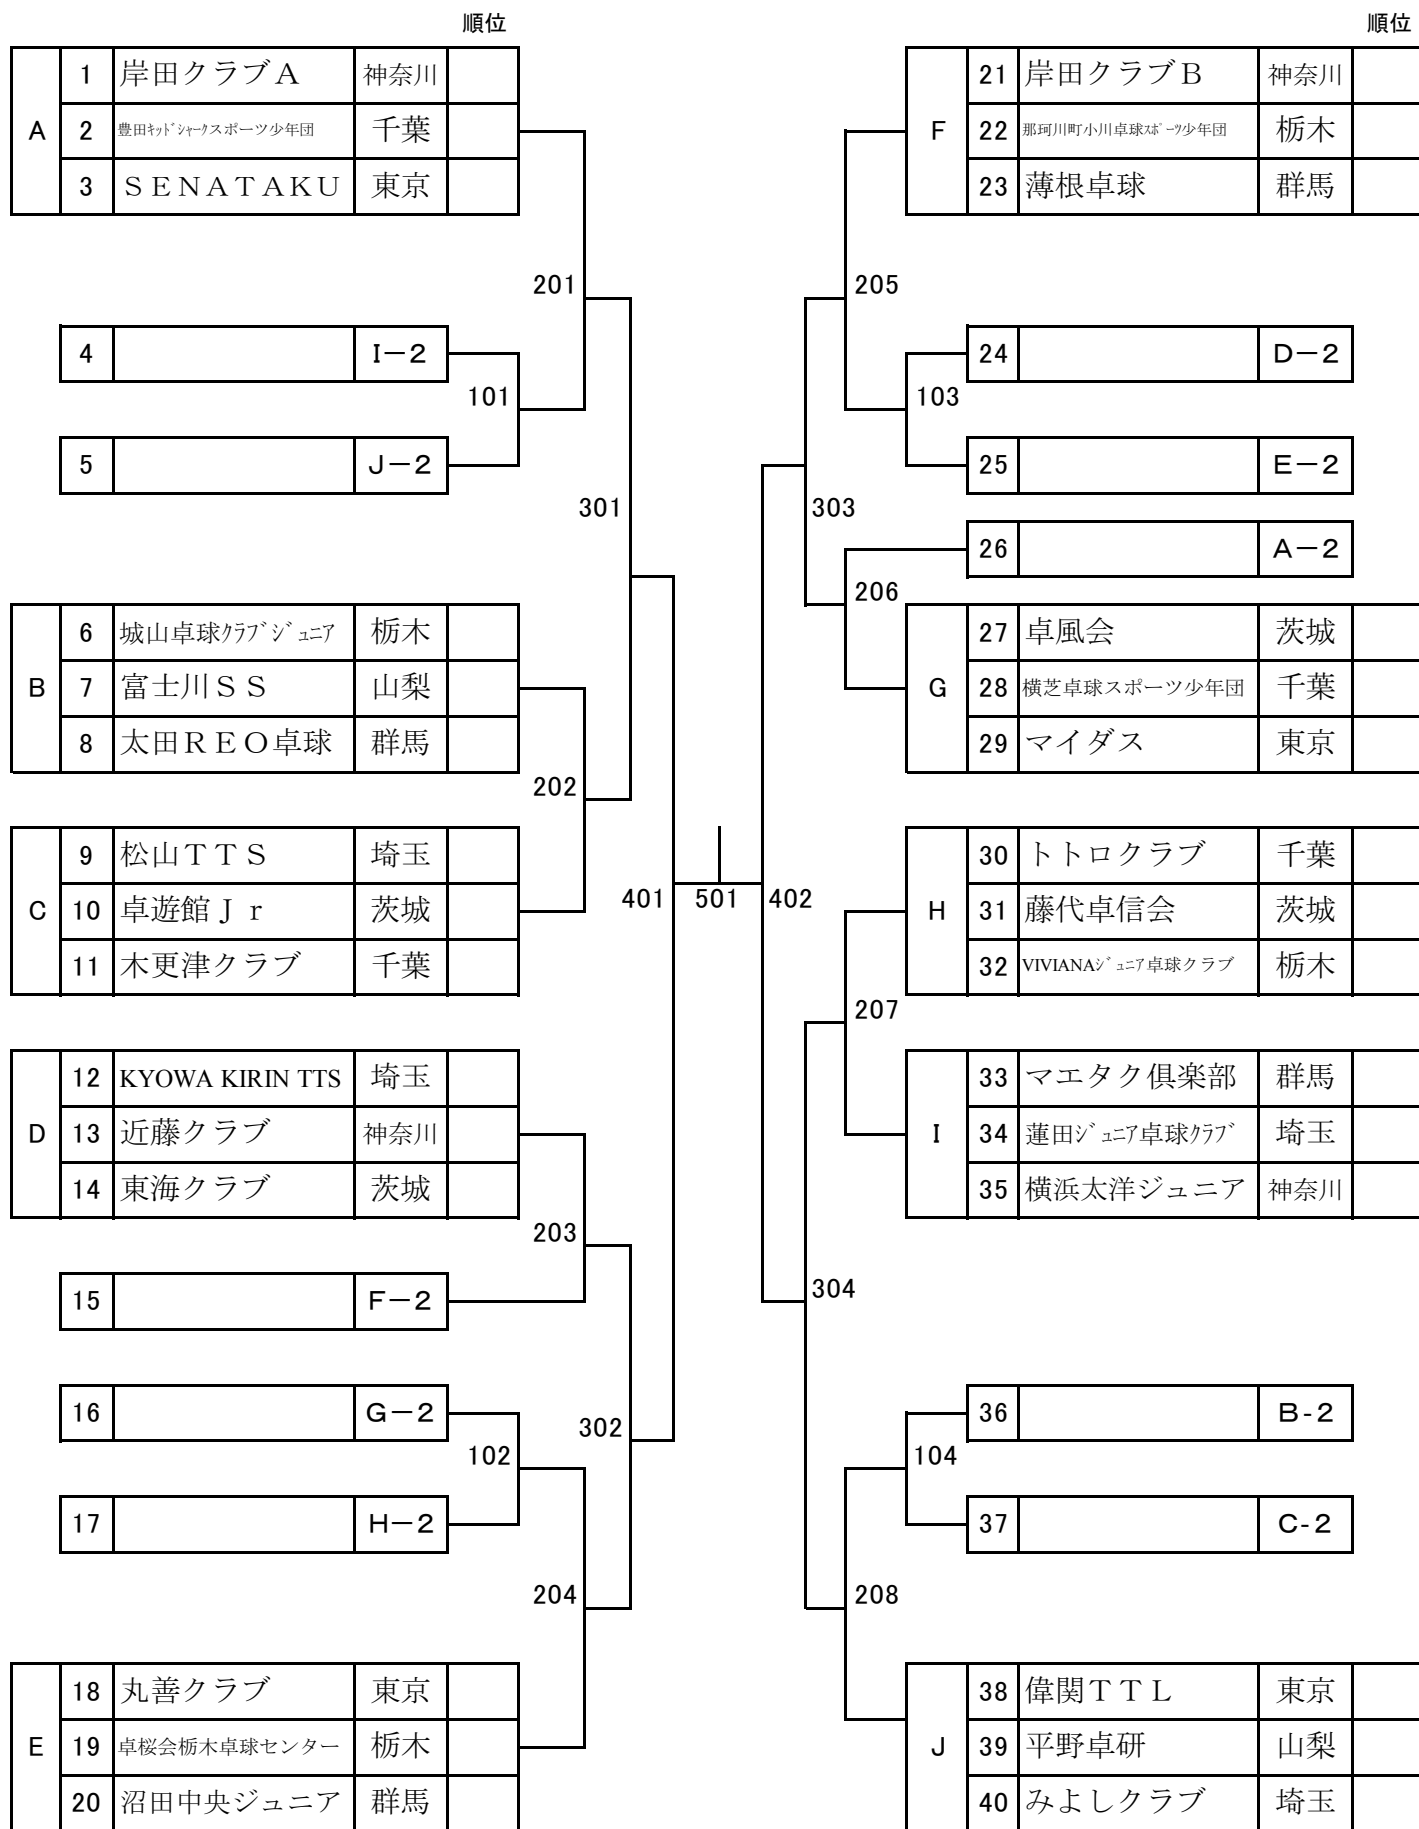 順位
A
1 岸田クラブA 神奈川
2 豊田ｷｯﾄﾞｼｬｰｸスポーツ少年団 千葉
3 SENATAKU 東京
201
4 I－2
101
5 J－2
301
B
6 城山卓球ｸﾗﾌﾞｼﾞｭﾆｱ 栃木
7 富士川SS 山梨
8 太田REO卓球 群馬
202
C
9 松山TTS 埼玉
10 卓遊館Jr 茨城
11 木更津クラブ 千葉
401 501 402
D
12 KYOWA KIRIN TTS 埼玉
13 近藤クラブ 神奈川
14 東海クラブ 茨城
203
15 F－2
16 G－2
302
102
17 H－2
204
E
18 丸善クラブ 東京
19 卓桜会栃木卓球センター 栃木
20 沼田中央ジュニア 群馬
順位
F
21 岸田クラブB 神奈川
22 那珂川町小川卓球ｽﾎﾟｰﾂ少年団 栃木
23 薄根卓球 群馬
205
24 D－2
103
25 E－2
303
26 A－2
206
G
27 卓風会 茨城
28 横芝卓球スポーツ少年団 千葉
29 マイダス 東京
H
30 トトロクラブ 千葉
31 藤代卓信会 茨城
32 VIVIANAｼﾞｭﾆｱ卓球クラブ 栃木
207
I
33 マエタク倶楽部 群馬
34 蓮田ｼﾞｭﾆｱ卓球ｸﾗﾌﾞ 埼玉
35 横浜太洋ジュニア 神奈川
304
36 B-2
104
37 C-2
208
J
38 偉関TTL 東京
39 平野卓研 山梨
40 みよしクラブ 埼玉